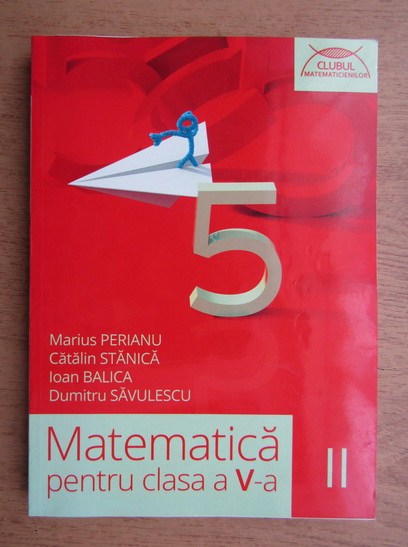 CLUBUL
MATEMATICIENILOR
5
Marius PERIANU
Cătălin STĂNICĂ
Ioan BALICA
Dumitru SĂVULESCU
Matematică
pentru clasa a V-a
II